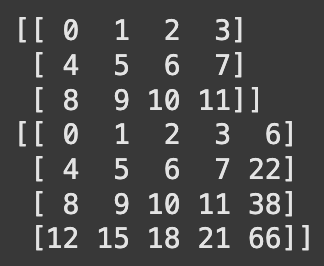 [[ 0  1  2  3]
 [ 4  5  6  7]
 [ 8  9 10 11]]
[[ 0  1  2  3  6]
 [ 4  5  6  7 22]
 [ 8  9 10 11 38]
 [12 15 18 21 66]]